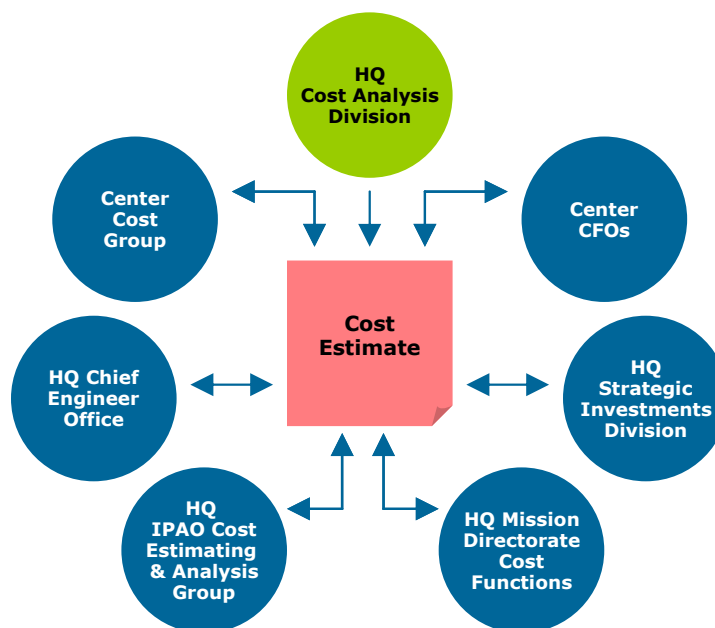 HQ
Cost Analysis
Division
Center
Cost
Group
Center
CFOs
Cost
Estimate
HQ Chief
Engineer
Office
HQ
Strategic
Investments
Division
HQ
IPAO Cost
Estimating
& Analysis
Group
HQ Mission
Directorate
Cost
Functions